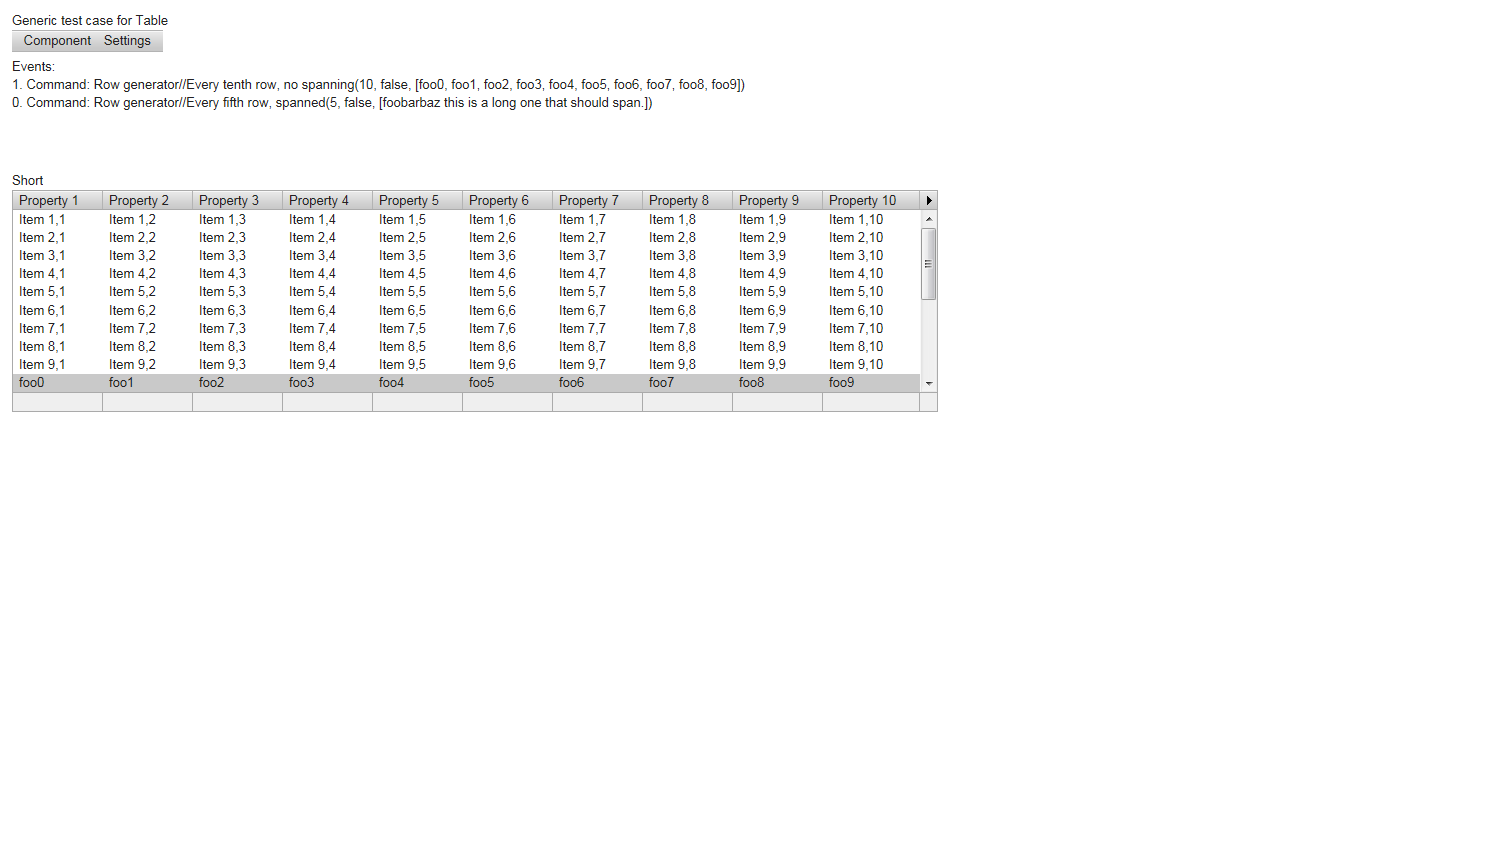 Generic test case for Table
Component Settings
Events:
1. Command: Row generator//Every tenth row, no spanning(10, false, [foo0, foo1, foo2, foo3, foo4, foo5, foo6, foo7, foo8, foo9])
0. Command: Row generator//Every fifth row, spanned(5, false, [foobarbaz this is a long one that should span.])
Short
Property 1 Property 2 Property 3 Property 4 Property 5 Property 6 Property 7 Property 8 Property 9 Property 10
Item 1,1 Item 1,2 Item 1,3 Item 1,4 Item 1,5 Item 1,6 Item 1,7 Item 1,8 Item 1,9 Item 1,10
Item 2,1 Item 2,2 Item 2,3 Item 2,4 Item 2,5 Item 2,6 Item 2,7 Item 2,8 Item 2,9 Item 2,10
Item 3,1 Item 3,2 Item 3,3 Item 3,4 Item 3,5 Item 3,6 Item 3,7 Item 3,8 Item 3,9 Item 3,10
Item 4,1 Item 4,2 Item 4,3 Item 4,4 Item 4,5 Item 4,6 Item 4,7 Item 4,8 Item 4,9 Item 4,10
Item 5,1 Item 5,2 Item 5,3 Item 5,4 Item 5,5 Item 5,6 Item 5,7 Item 5,8 Item 5,9 Item 5,10
Item 6,1 Item 6,2 Item 6,3 Item 6,4 Item 6,5 Item 6,6 Item 6,7 Item 6,8 Item 6,9 Item 6,10
Item 7,1 Item 7,2 Item 7,3 Item 7,4 Item 7,5 Item 7,6 Item 7,7 Item 7,8 Item 7,9 Item 7,10
Item 8,1 Item 8,2 Item 8,3 Item 8,4 Item 8,5 Item 8,6 Item 8,7 Item 8,8 Item 8,9 Item 8,10
Item 9,1 Item 9,2 Item 9,3 Item 9,4 Item 9,5 Item 9,6 Item 9,7 Item 9,8 Item 9,9 Item 9,10
foo0 foo1 foo2 foo3 foo4 foo5 foo6 foo7 foo8 foo9